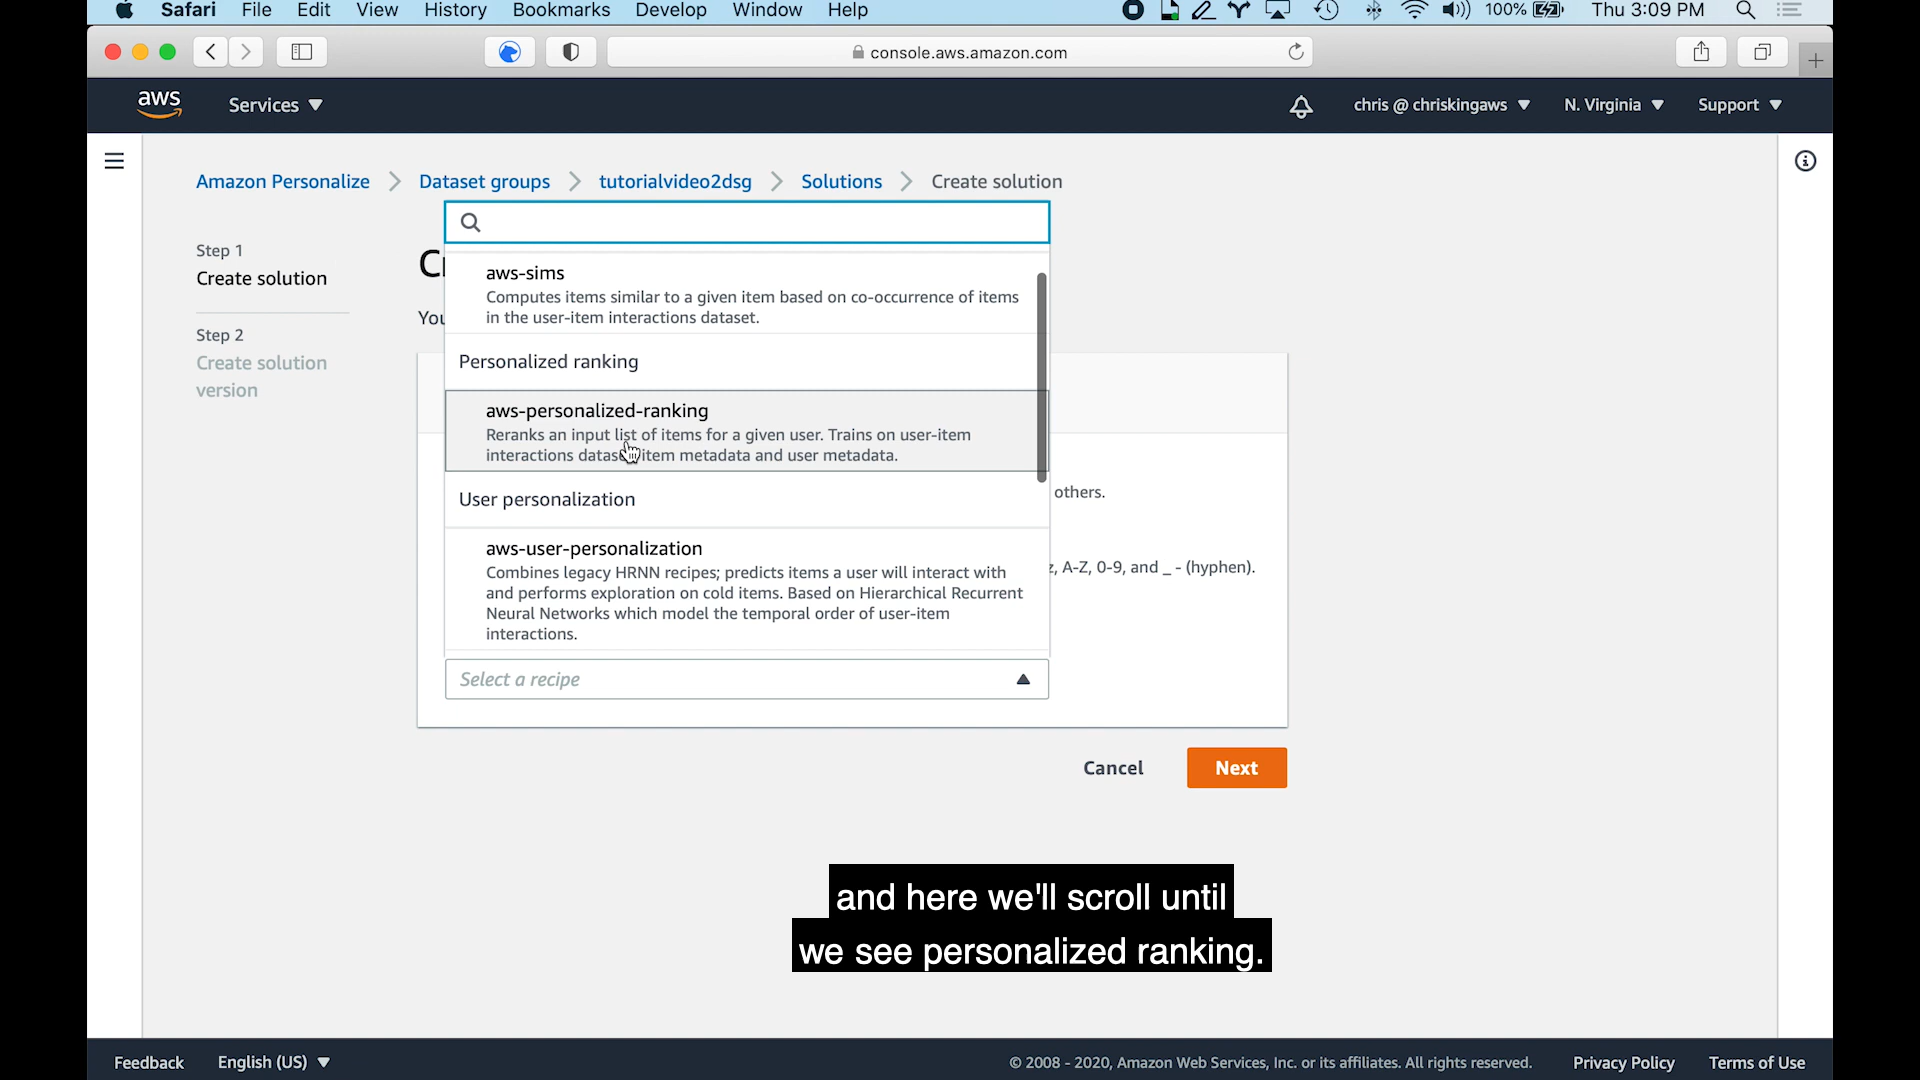 Safari File Edit View History Bookmarks Develop Window Help 100% Thu 3:09 PM
console.aws.amazon.com
aws Services chris @ chriskingaws N. Virginia Support
Amazon Personalize Dataset groups tutorialvideo2dsg Solutions Create solution
Step 1
Create solution
Step 2
Create solution
version
aws-sims
Computes items similar to a given item based on co-occurrence of items
in the user-item interactions dataset.
Personalized ranking
aws-personalized-ranking
Reranks an input list of items for a given user. Trains on user-item
interactions item metadata and user metadata.
others.
User personalization
aws-user-personalization
Combines legacy HRNN recipes; predicts items a user will interact with
and performs exploration on cold items. Based on Hierarchical Recurrent
Neural Networks which model the temporal order of user-item
interactions.
A-Z, 0-9, and _ - (hyphen).
Select a recipe
Cancel Next
and here we'll scroll until
we see personalized ranking.
Feedback English (US) © 2008 - 2020, Amazon Web Services, Inc. or its affiliates. All rights reserved. Privacy Policy Terms of Use